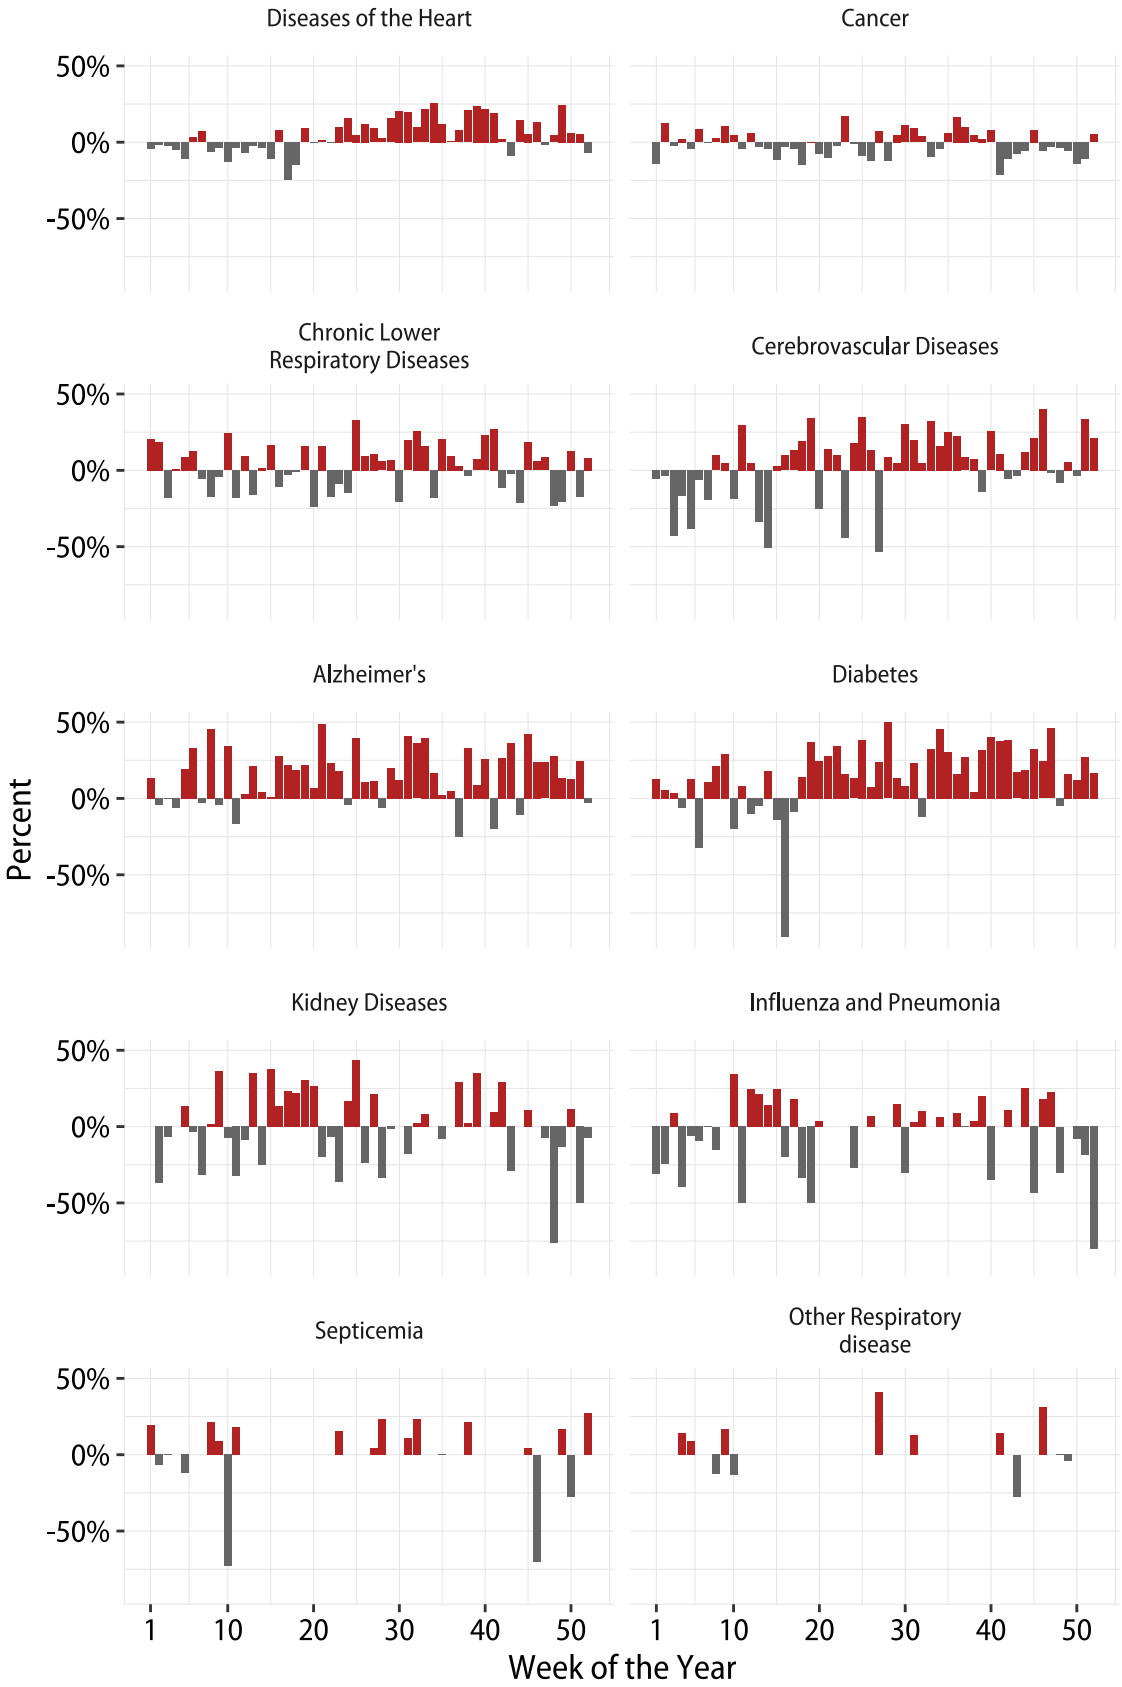 Diseases of the Heart
Cancer
50%
0%
-50%
Chronic Lower
Respiratory Diseases
Cerebrovascular Diseases
50%
0%
-50%
Alzheimer's
Diabetes
50%
0%
-50%
Percent
Kidney Diseases
Influenza and Pneumonia
50%
0%
-50%
Septicemia
Other Respiratory
disease
50%
0%
-50%
1 10 20 30 40 50 1 10 20 30 40 50
Week of the Year